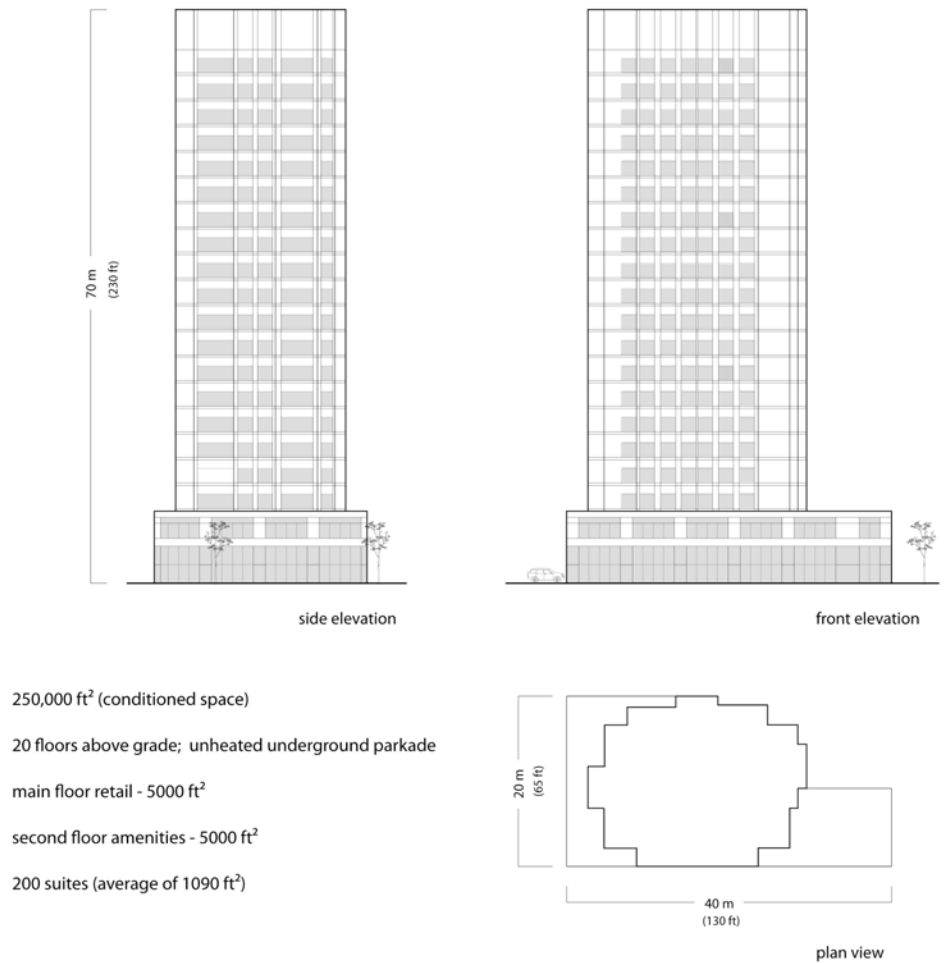 70 m
(230 ft)
side elevation
front elevation
250,000 ft² (conditioned space)
20 floors above grade; unheated underground parkade
main floor retail - 5000 ft²
second floor amenities - 5000 ft²
200 suites (average of 1090 ft²)
20 m
(65 ft)
40 m
(130 ft)
plan view